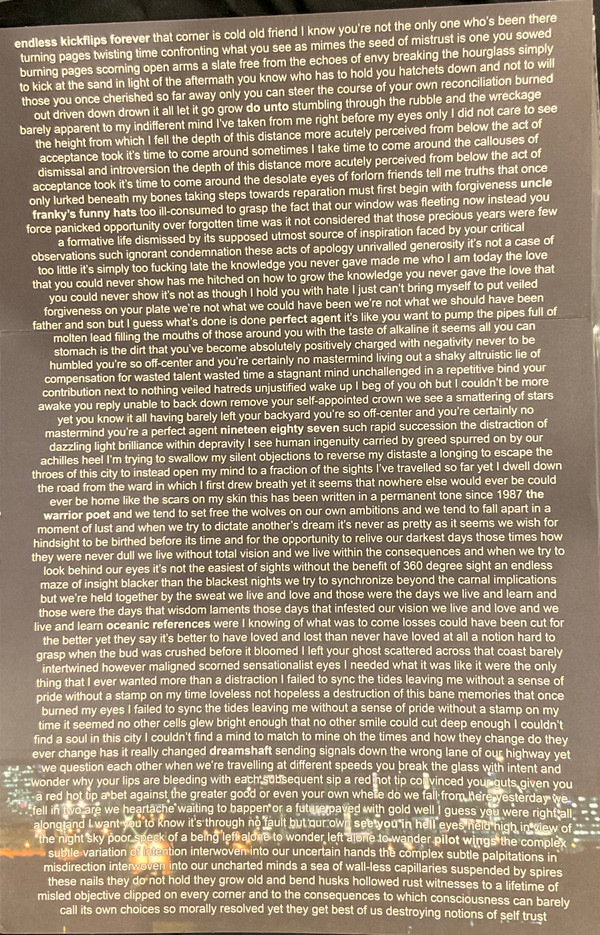 endless kickflips forever that corner is cold old friend I know you're not the only one who's been there
turning pages twisting time confronting what you see as mimes the seed of mistrust is one you sowed
burning pages scorning open arms a slate free from the echoes of envy breaking the hourglass simply
to kick at the sand in light of the aftermath you know who has to hold you hatchets down and not to will
those you once cherished so far away only you can steer the course of your own reconciliation burned
out driven down drown it all let it go grow do unto stumbling through the rubble and the wreckage
barely apparent to my indifferent mind I've taken from me right before my eyes only I did not care to see
the height from which I fell the depth of this distance more acutely perceived from below the act of
acceptance took it's time to come around sometimes I take time to come around the callouses of
dismissal and introversion the depth of this distance more acutely perceived from below the act of
acceptance took it's time to come around the desolate eyes of forlorn friends tell me truths that once
only lurked beneath my bones taking steps towards reparation must first begin with forgiveness uncle
franky's funny hats too ill-consumed to grasp the fact that our window was fleeting now instead you
force panicked opportunity over forgotten time was it not considered that those precious years were few
a formative life dismissed by its supposed utmost source of inspiration faced by your critical
observations such ignorant condemnation these acts of apology unrivalled generosity it's not a case of
too little it's simply too fucking late the knowledge you never gave made me who I am today the love
that you could never show has me hitched on how to grow the knowledge you never gave the love that
you could never show it's not as though I hold you with hate I just can't bring myself to put veiled
forgiveness on your plate we're not what we could have been we're not what we should have been
father and son but I guess what's done is done perfect agent it's like you want to pump the pipes full of
molten lead filling the mouths of those around you with the taste of alkaline it seems all you can
stomach is the dirt that you've become absolutely positively charged with negativity never to be
humbled you're so off-center and you're certainly no mastermind living out a shaky altruistic lie of
compensation for wasted talent wasted time a stagnant mind unchallenged in a repetitive bind your
contribution next to nothing veiled hatreds unjustified wake up I beg of you oh but I couldn't be more
awake you reply unable to back down remove your self-appointed crown we see a smattering of stars
yet you know it all having barely left your backyard you're so off-center and you're certainly no
mastermind you're a perfect agent nineteen eighty seven such rapid succession the distraction of
dazzling light brilliance within depravity I see human ingenuity carried by greed spurred on by our
achilles heel I'm trying to swallow my silent objections to reverse my distaste a longing to escape the
throes of this city to instead open my mind to a fraction of the sights I've travelled so far yet I dwell down
the road from the ward in which I first drew breath yet it seems that nowhere else would ever be could
ever be home like the scars on my skin this has been written in a permanent tone since 1987 the
warrior poet and we tend to set free the wolves on our own ambitions and we tend to fall apart in a
moment of lust and when we try to dictate another's dream it's never as pretty as it seems we wish for
hindsight to be birthed before its time and for the opportunity to relive our darkest days those times how
they were never dull we live without total vision and we live within the consequences and when we try to
look behind our eyes it's not the easiest of sights without the benefit of 360 degree sight an endless
maze of insight blacker than the blackest nights we try to synchronize beyond the carnal implications
but we're held together by the sweat we live and love and those were the days we live and learn and
those were the days that wisdom laments those days that infested our vision we live and love and we
live and learn oceanic references were I knowing of what was to come losses could have been cut for
the better yet they say it's better to have loved and lost than never have loved at all a notion hard to
grasp when the bud was crushed before it bloomed I left your ghost scattered across that coast barely
intertwined however maligned scorned sensationalist eyes I needed what it was like it were the only
thing that I ever wanted more than a distraction I failed to sync the tides leaving me without a sense of
pride without a stamp on my time loveless not hopeless a destruction of this bane memories that once
burned my eyes I failed to sync the tides leaving me without a sense of pride without a stamp on my
time it seemed no other cells glew bright enough that no other smile could cut deep enough I couldn't
find a soul in this city I couldn't find a mind to match to mine oh the times and how they change do they
ever change has it really changed dreamshaft sending signals down the wrong lane of our highway yet
we question each other when we're travelling at different speeds you break the glass with intent and
wonder why your lips are bleeding with each subsequent sip a red hot tip convinced your guts given you
a red hot tip a bet against the greater good or even your own where do we fall from here yesterday we
fell in two are we heartache waiting to happen or a future paved with gold well I guess you were right all
along and I want you to know it's through no fault but our own see you in hell eyes held high in view of
the night sky poor speck of a being left alone to wonder left alone to wander pilot wings the complex
subtle variation of intention interwoven into our uncertain hands the complex subtle palpitations in
misdirection interwoven into our uncharted minds a sea of wall-less capillaries suspended by spires
these nails they do not hold they grow old and bend husks hollowed rust witnesses to a lifetime of
misled objective clipped on every corner and to the consequences to which consciousness can barely
call its own choices so morally resolved yet they get best of us destroying notions of self trust